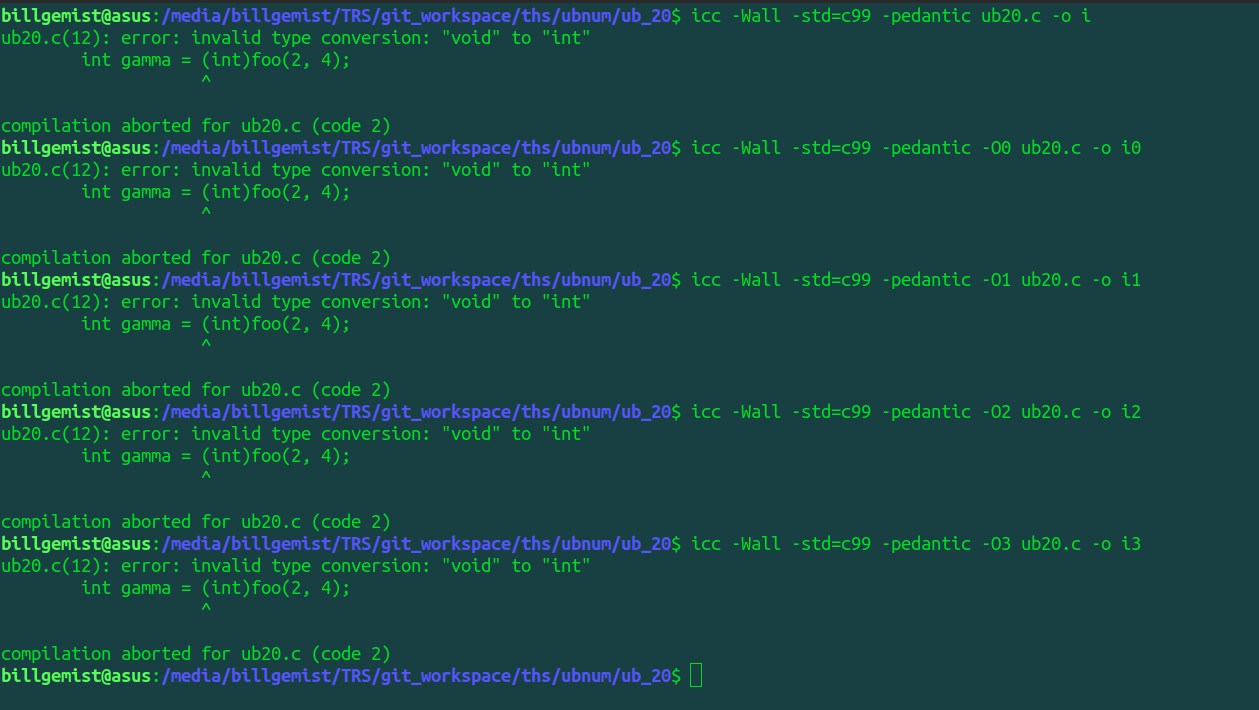 billgemist@asus:/media/billgemist/TRS/git_workspace/ths/ubnum/ub_20$ icc -Wall -std=c99 -pedantic ub20.c -o i
ub20.c(12): error: invalid type conversion: "void" to "int"
        int gamma = (int)foo(2, 4);
                    ^
compilation aborted for ub20.c (code 2)
billgemist@asus:/media/billgemist/TRS/git_workspace/ths/ubnum/ub_20$ icc -Wall -std=c99 -pedantic -O0 ub20.c -o i0
ub20.c(12): error: invalid type conversion: "void" to "int"
        int gamma = (int)foo(2, 4);
                    ^
compilation aborted for ub20.c (code 2)
billgemist@asus:/media/billgemist/TRS/git_workspace/ths/ubnum/ub_20$ icc -Wall -std=c99 -pedantic -O1 ub20.c -o i1
ub20.c(12): error: invalid type conversion: "void" to "int"
        int gamma = (int)foo(2, 4);
                    ^
compilation aborted for ub20.c (code 2)
billgemist@asus:/media/billgemist/TRS/git_workspace/ths/ubnum/ub_20$ icc -Wall -std=c99 -pedantic -O2 ub20.c -o i2
ub20.c(12): error: invalid type conversion: "void" to "int"
        int gamma = (int)foo(2, 4);
                    ^
compilation aborted for ub20.c (code 2)
billgemist@asus:/media/billgemist/TRS/git_workspace/ths/ubnum/ub_20$ icc -Wall -std=c99 -pedantic -O3 ub20.c -o i3
ub20.c(12): error: invalid type conversion: "void" to "int"
        int gamma = (int)foo(2, 4);
                    ^
compilation aborted for ub20.c (code 2)
billgemist@asus:/media/billgemist/TRS/git_workspace/ths/ubnum/ub_20$